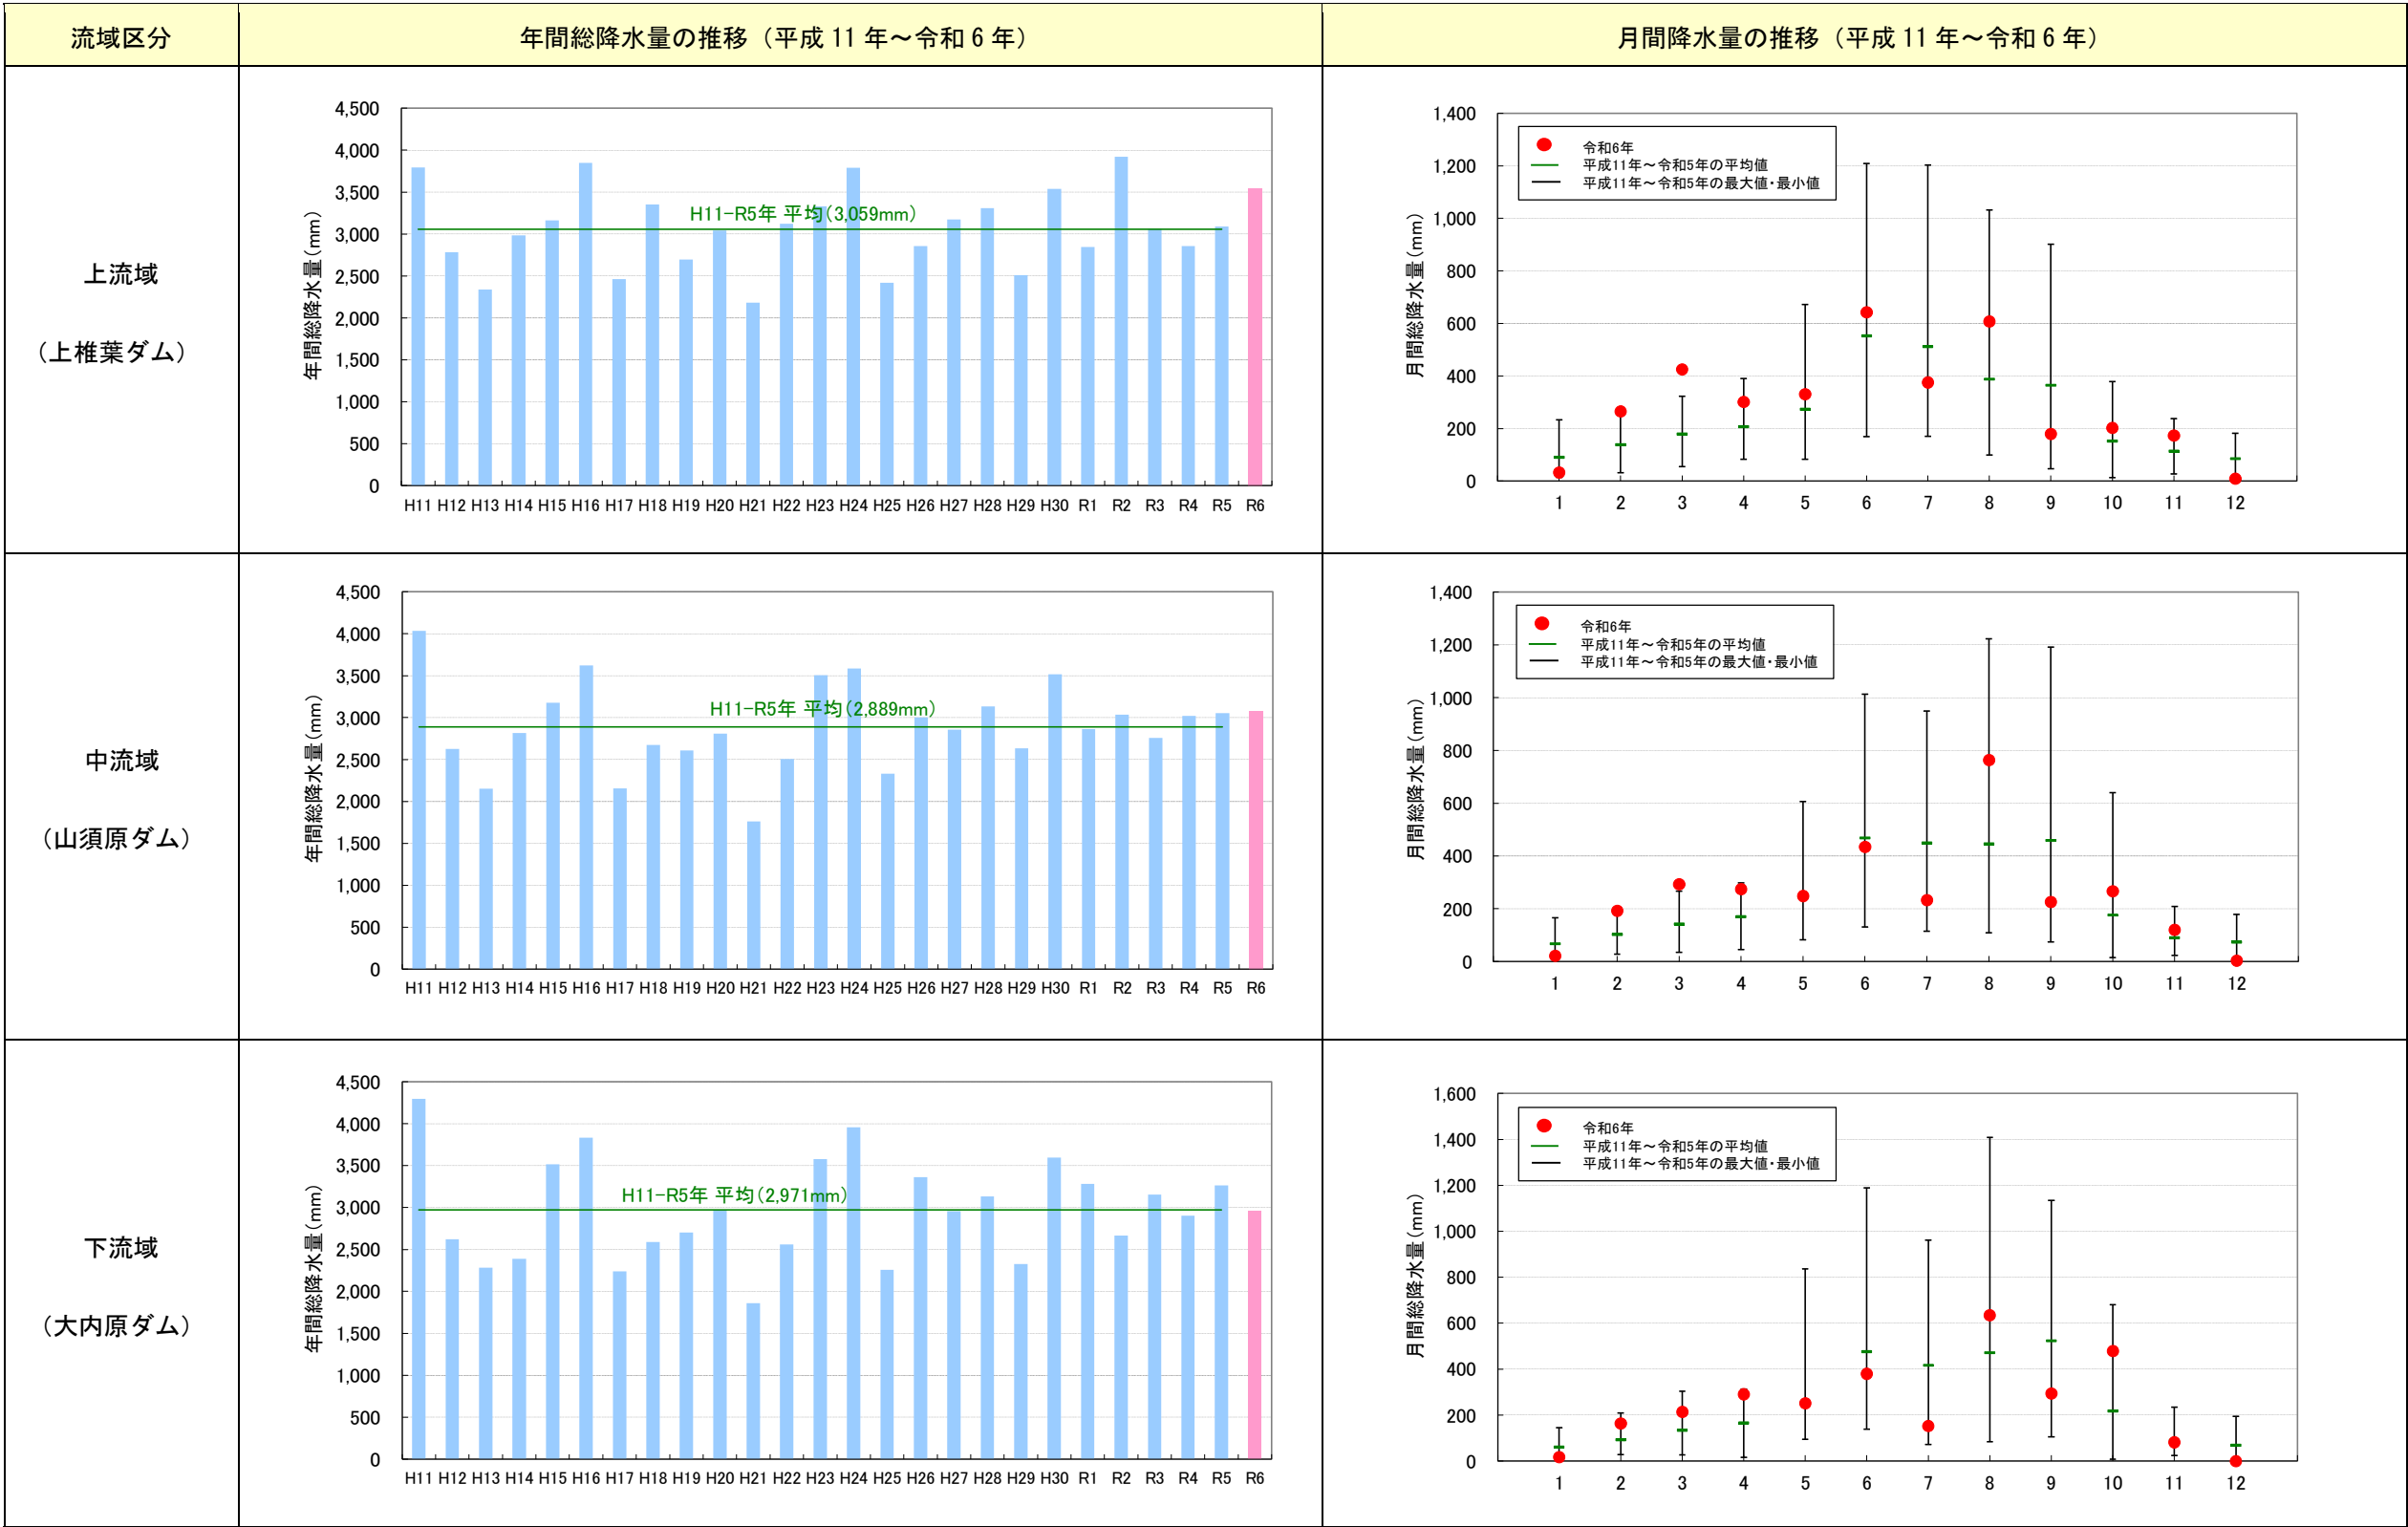 流域区分
年間総降水量の推移（平成 11 年～令和 6 年）
月間降水量の推移（平成 11 年～令和 6 年）
上流域
（上椎葉ダム）
年間総降水量(mm)
4,500
4,000
3,500
3,000
2,500
2,000
1,500
1,000
500
0
H11-R5年 平均(3,059mm)
H11 H12 H13 H14 H15 H16 H17 H18 H19 H20 H21 H22 H23 H24 H25 H26 H27 H28 H29 H30 R1 R2 R3 R4 R5 R6
月間総降水量(mm)
1,400
1,200
1,000
800
600
400
200
0
令和6年
平成11年～令和5年の平均値
平成11年～令和5年の最大値・最小値
1 2 3 4 5 6 7 8 9 10 11 12
中流域
（山須原ダム）
年間総降水量(mm)
4,500
4,000
3,500
3,000
2,500
2,000
1,500
1,000
500
0
H11-R5年 平均(2,889mm)
H11 H12 H13 H14 H15 H16 H17 H18 H19 H20 H21 H22 H23 H24 H25 H26 H27 H28 H29 H30 R1 R2 R3 R4 R5 R6
月間総降水量(mm)
1,400
1,200
1,000
800
600
400
200
0
令和6年
平成11年～令和5年の平均値
平成11年～令和5年の最大値・最小値
1 2 3 4 5 6 7 8 9 10 11 12
下流域
（大内原ダム）
年間総降水量(mm)
4,500
4,000
3,500
3,000
2,500
2,000
1,500
1,000
500
0
H11-R5年 平均(2,971mm)
H11 H12 H13 H14 H15 H16 H17 H18 H19 H20 H21 H22 H23 H24 H25 H26 H27 H28 H29 H30 R1 R2 R3 R4 R5 R6
月間総降水量(mm)
1,600
1,400
1,200
1,000
800
600
400
200
0
令和6年
平成11年～令和5年の平均値
平成11年～令和5年の最大値・最小値
1 2 3 4 5 6 7 8 9 10 11 12